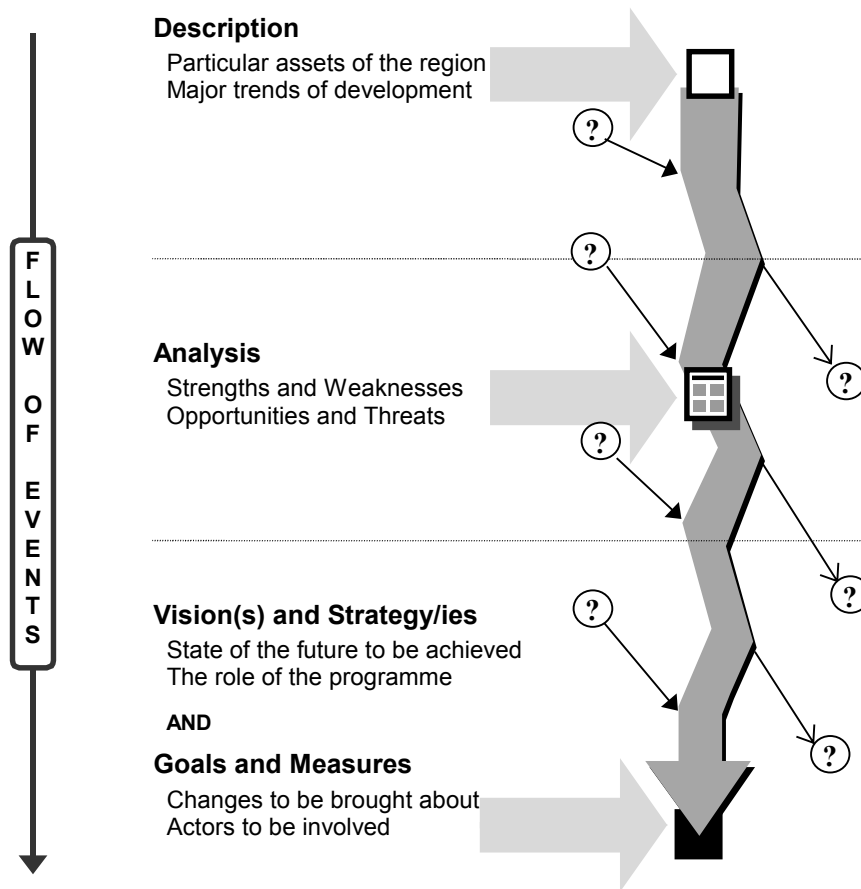 Description
Particular assets of the region
Major trends of development
?
?
FLOW OF EVENTS
Analysis
Strengths and Weaknesses
Opportunities and Threats
?
?
?
Vision(s) and Strategy/ies
?
State of the future to be achieved
The role of the programme
AND
?
Goals and Measures
Changes to be brought about
Actors to be involved